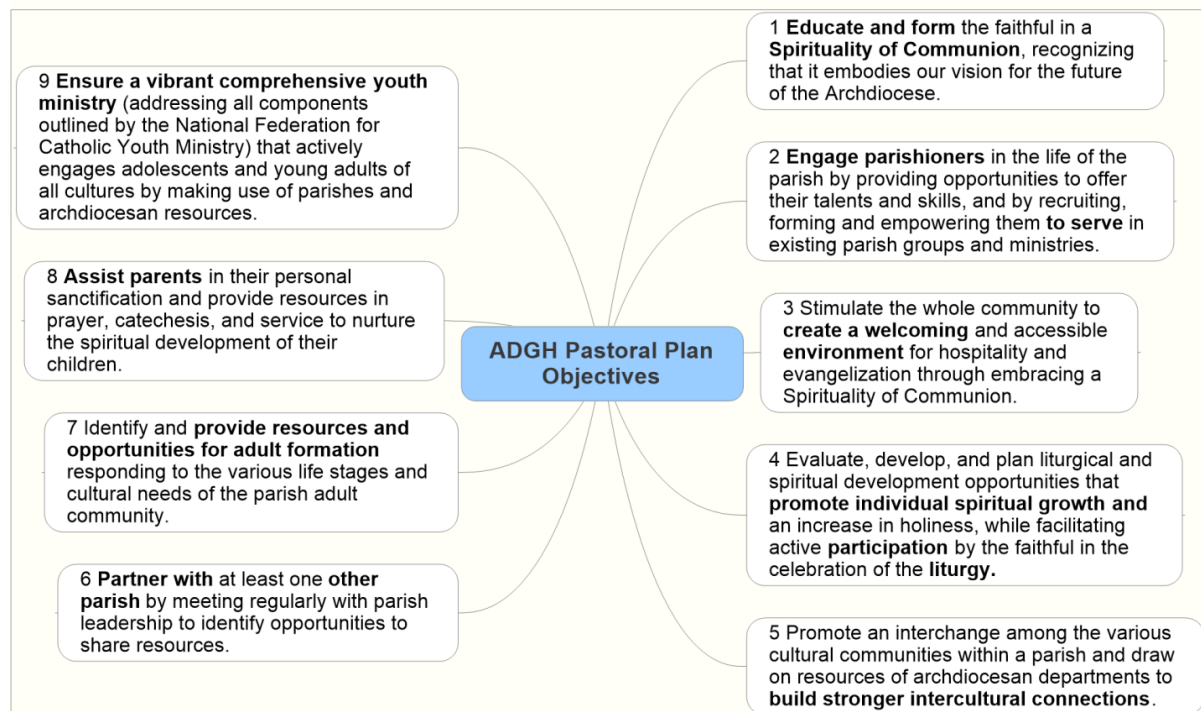 ADGH Pastoral Plan
Objectives
1 Educate and form the faithful in a
Spirituality of Communion, recognizing
that it embodies our vision for the future
of the Archdiocese.
2 Engage parishioners in the life of the
parish by providing opportunities to offer
their talents and skills, and by recruiting,
forming and empowering them to serve in
existing parish groups and ministries.
3 Stimulate the whole community to
create a welcoming and accessible
environment for hospitality and
evangelization through embracing a
Spirituality of Communion.
4 Evaluate, develop, and plan liturgical and
spiritual development opportunities that
promote individual spiritual growth and
an increase in holiness, while facilitating
active participation by the faithful in the
celebration of the liturgy.
5 Promote an interchange among the various
cultural communities within a parish and draw
on resources of archdiocesan departments to
build stronger intercultural connections.
6 Partner with at least one other
parish by meeting regularly with parish
leadership to identify opportunities to
share resources.
7 Identify and provide resources and
opportunities for adult formation
responding to the various life stages and
cultural needs of the parish adult
community.
8 Assist parents in their personal
sanctification and provide resources in
prayer, catechesis, and service to nurture
the spiritual development of their
children.
9 Ensure a vibrant comprehensive youth
ministry (addressing all components
outlined by the National Federation for
Catholic Youth Ministry) that actively
engages adolescents and young adults of
all cultures by making use of parishes and
archdiocesan resources.